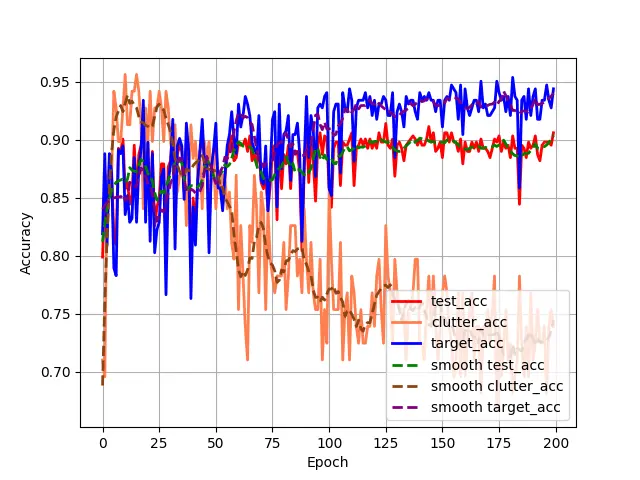 0.95
0.90
0.85
0.80
0.75
0.70
Accuracy
test_acc
clutter_acc
target_acc
smooth test_acc
smooth clutter_acc
smooth target_acc
0 25 50 75 100 125 150 175 200
Epoch